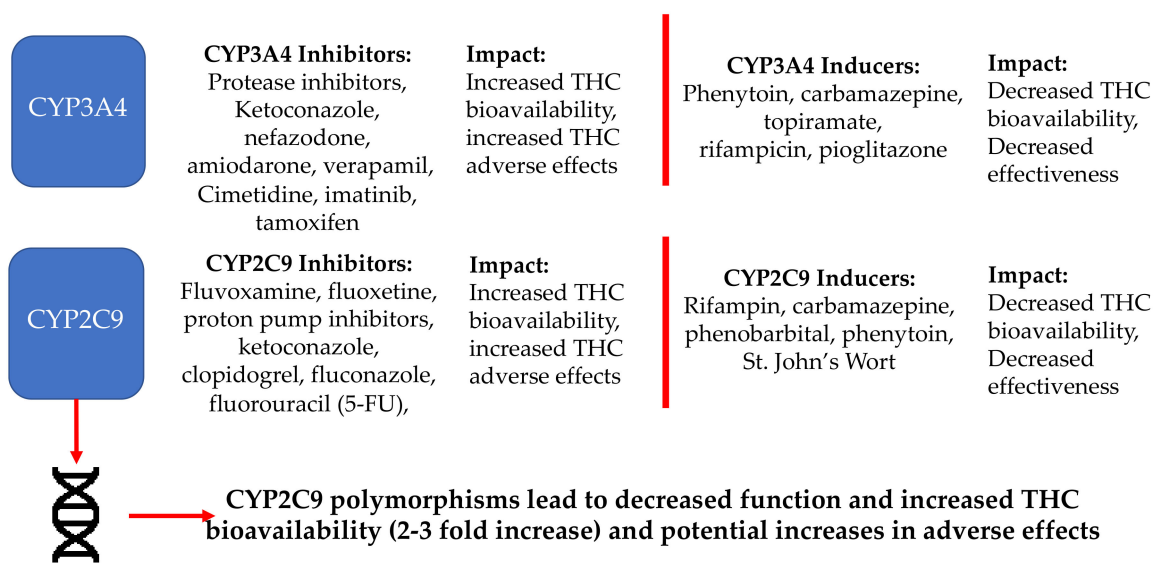 CYP3A4
CYP3A4 Inhibitors:
Protease inhibitors,
Ketoconazole,
nefazodone,
amiodarone, verapamil,
Cimetidine, imatinib,
tamoxifen
Impact:
Increased THC
bioavailability,
increased THC
adverse effects
CYP3A4 Inducers:
Phenytoin, carbamazepine,
topiramate,
rifampicin, pioglitazone
Impact:
Decreased THC
bioavailability,
Decreased
effectiveness
CYP2C9
CYP2C9 Inhibitors:
Fluvoxamine, fluoxetine,
proton pump inhibitors,
ketoconazole,
clopidogrel, fluconazole,
fluorouracil (5-FU),
Impact:
Increased THC
bioavailability,
increased THC
adverse effects
CYP2C9 Inducers:
Rifampin, carbamazepine,
phenobarbital, phenytoin,
St. John’s Wort
Impact:
Decreased THC
bioavailability,
Decreased
effectiveness
CYP2C9 polymorphisms lead to decreased function and increased THC
bioavailability (2-3 fold increase) and potential increases in adverse effects